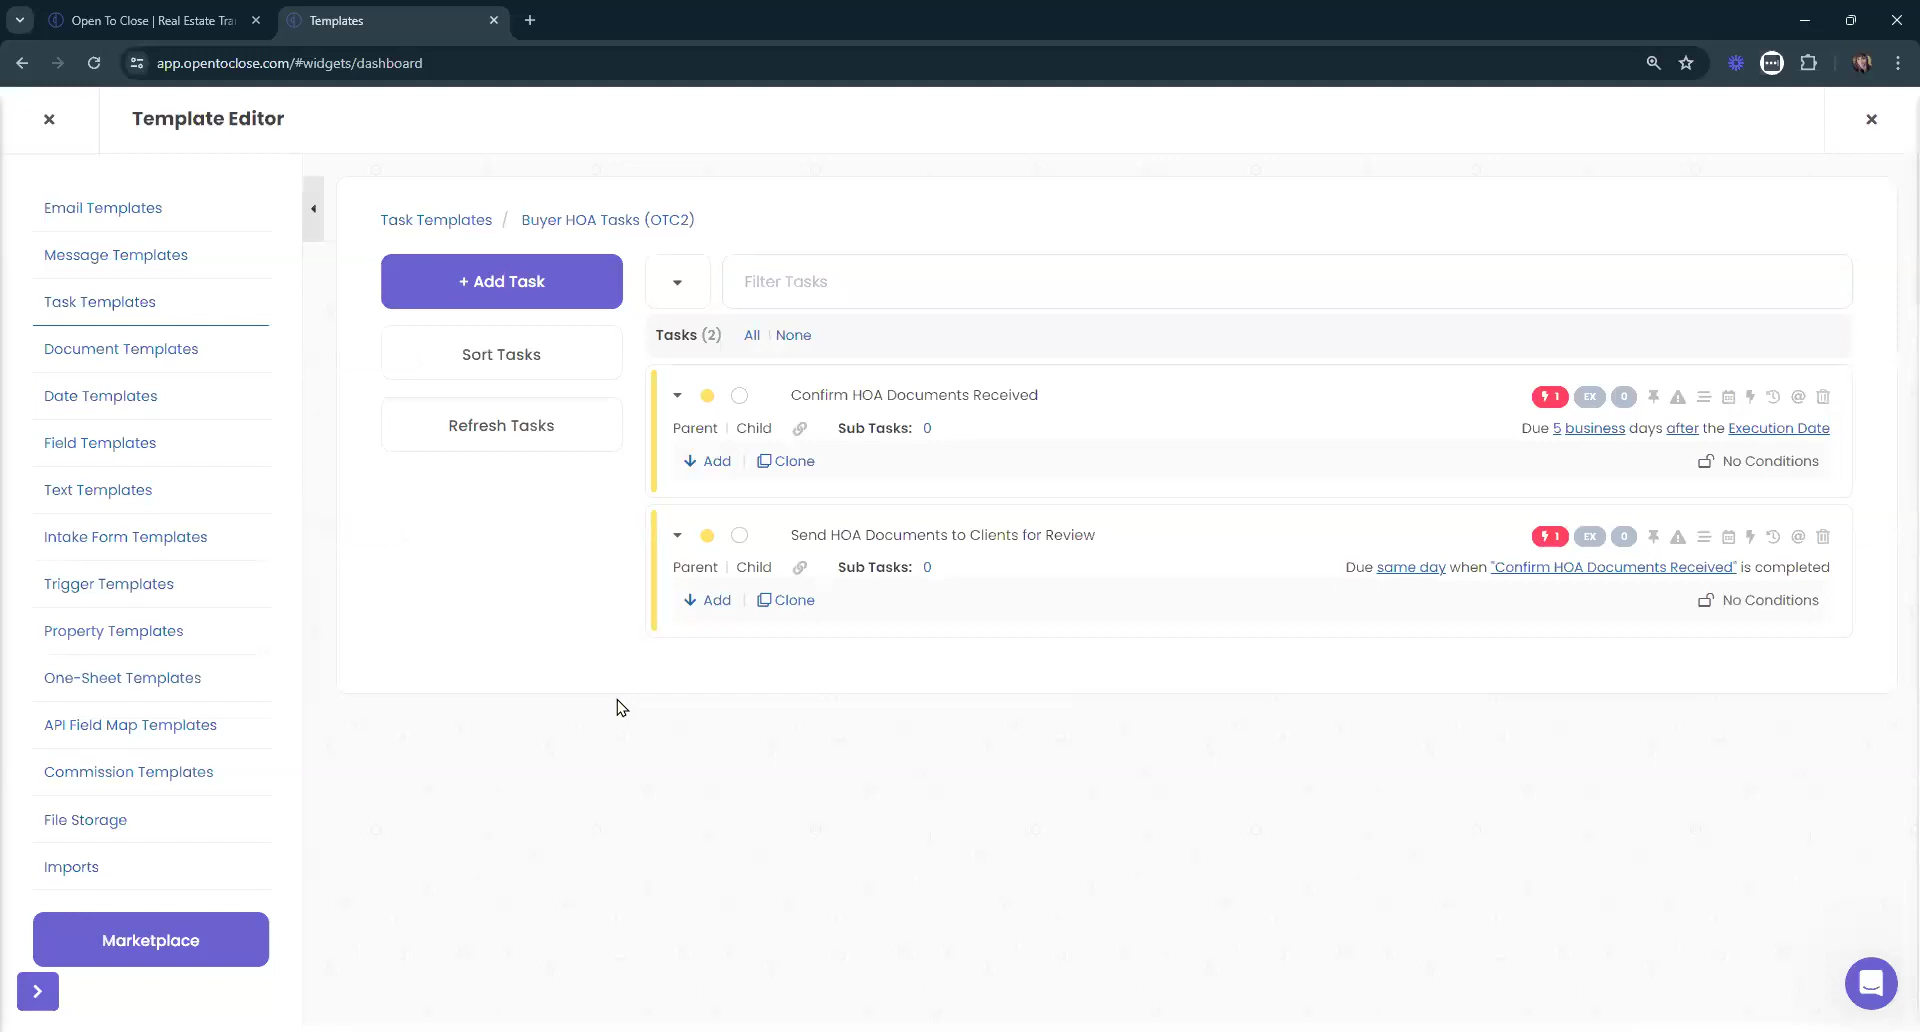 Open To Close | Real Estate Tra
Templates
app.opentoclose.com/#widgets/dashboard
Template Editor
Email Templates
Message Templates
Task Templates
Document Templates
Date Templates
Field Templates
Text Templates
Intake Form Templates
Trigger Templates
Property Templates
One-Sheet Templates
API Field Map Templates
Commission Templates
File Storage
Imports
Marketplace
Task Templates / Buyer HOA Tasks (OTC2)
+ Add Task
Filter Tasks
Sort Tasks
Refresh Tasks
Tasks (2) All None
Confirm HOA Documents Received
1 EX 0
Parent Child Sub Tasks: 0
Due 5 business days after the Execution Date
Add Clone
No Conditions
Send HOA Documents to Clients for Review
1 EX 0
Parent Child Sub Tasks: 0
Due same day when "Confirm HOA Documents Received" is completed
Add Clone
No Conditions